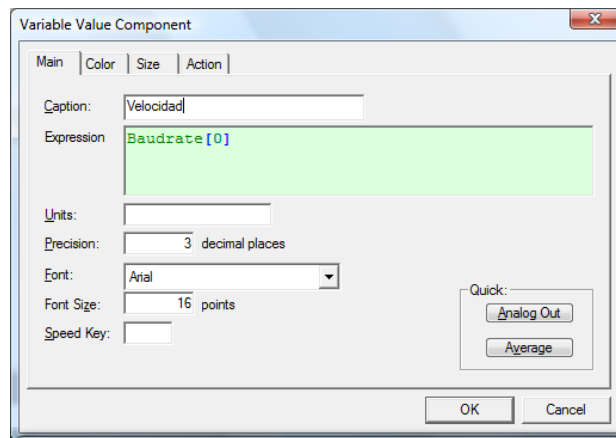 Variable Value Component
Main Color Size Action
Caption: Velocidad
Expression Baudrate[0]
Units:
Precision: 3 decimal places
Font: Arial
Font Size: 16 points
Speed Key:
Quick:
Analog Out
Average
OK Cancel